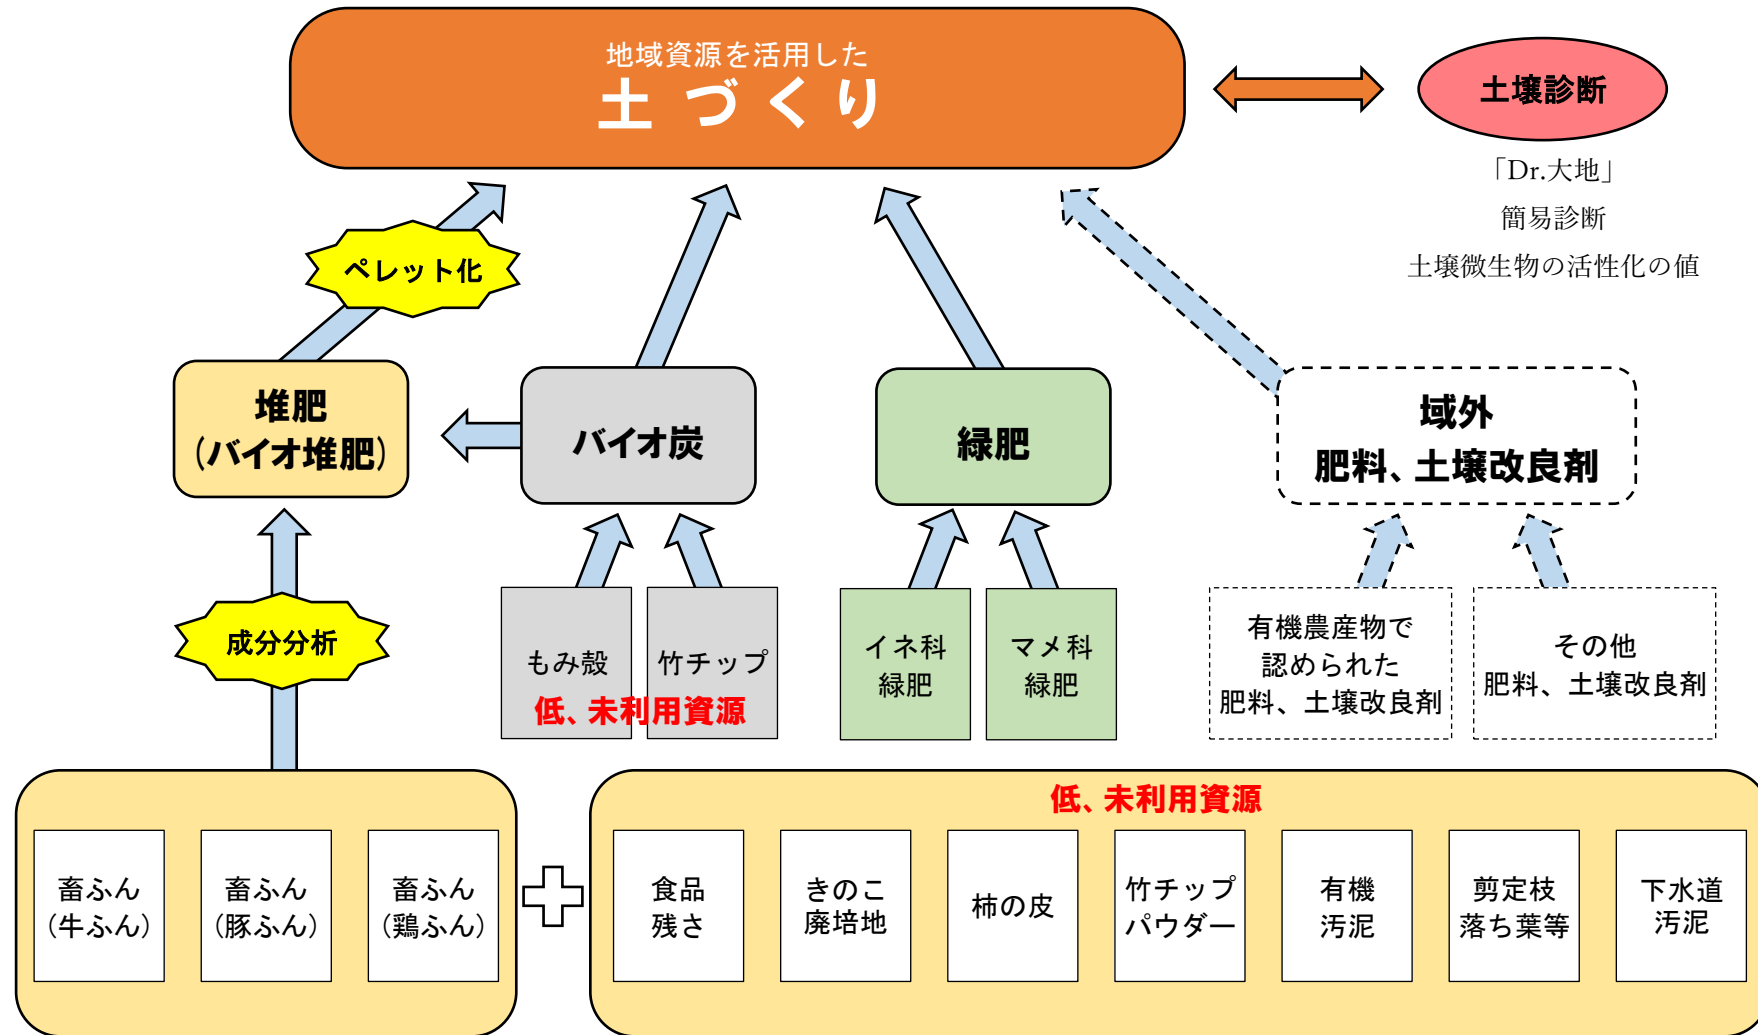 地域資源を活用した
土づくり
土壌診断
「Dr.大地」
簡易診断
土壌微生物の活性化の値
ペレット化
堆肥
(バイオ堆肥)
バイオ炭
緑肥
域外
肥料、土壌改良剤
成分分析
もみ殻
竹チップ
低、未利用資源
イネ科
緑肥
マメ科
緑肥
有機農産物で
認められた
肥料、土壌改良剤
その他
肥料、土壌改良剤
低、未利用資源
畜ふん
(牛ふん)
畜ふん
(豚ふん)
畜ふん
(鶏ふん)
食品
残さ
きのこ
廃培地
柿の皮
竹チップ
パウダー
有機
汚泥
剪定枝
落ち葉等
下水道
汚泥